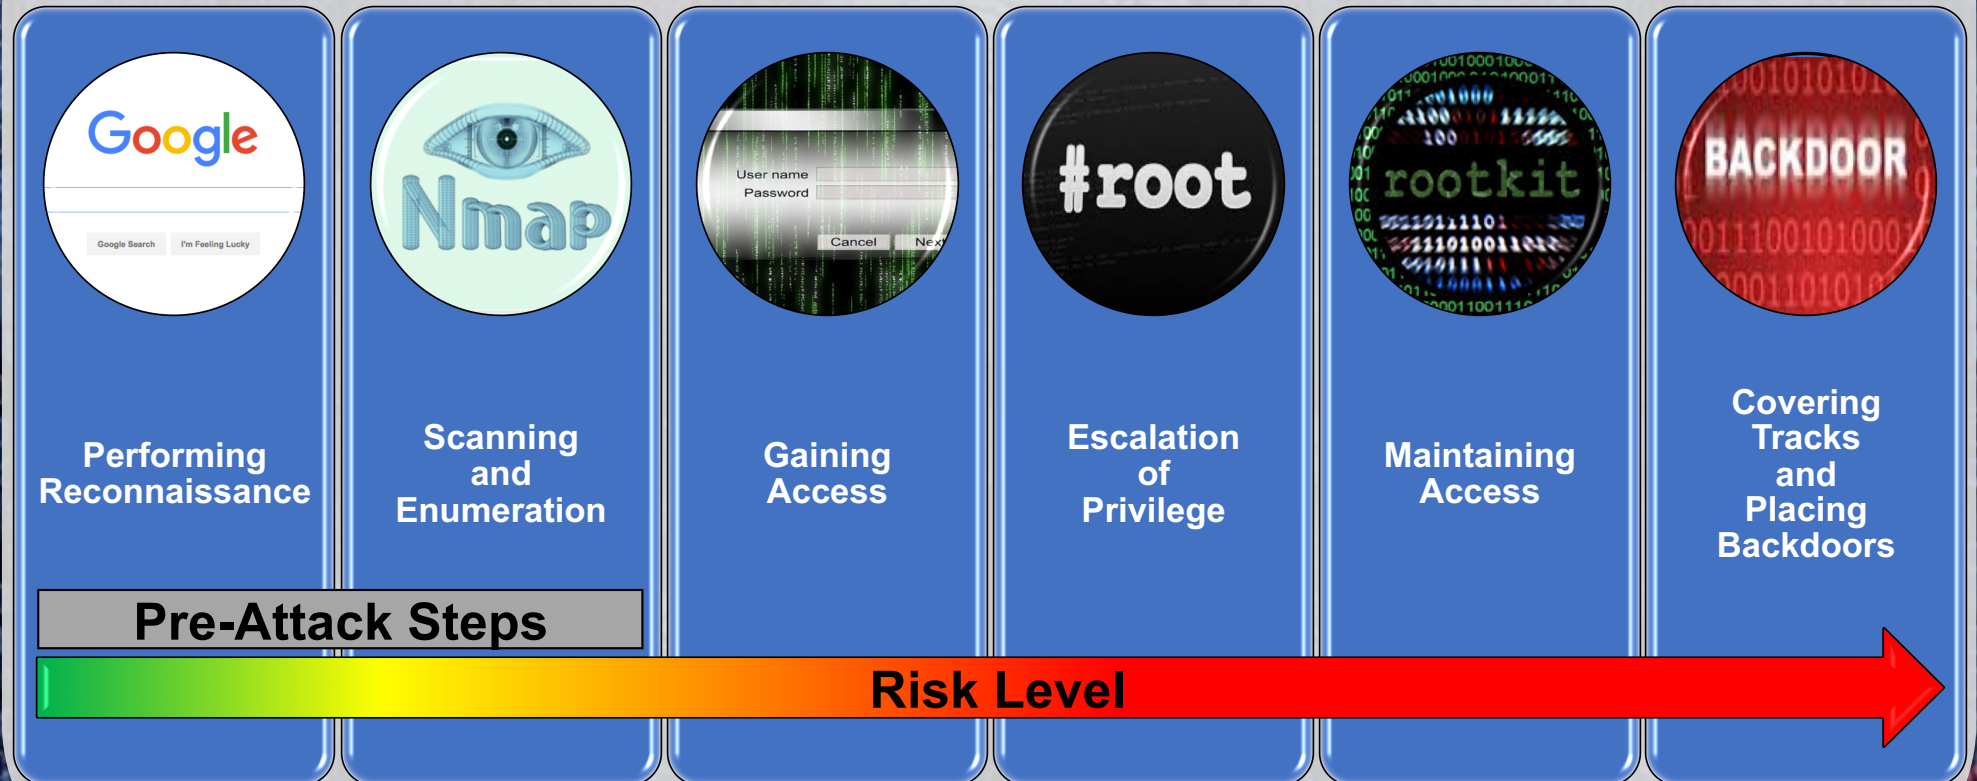 Google
Google Search
I'm Feeling Lucky
Performing
Reconnaissance
Nmap
Scanning
and
Enumeration
User name
Password
Cancel
Next
Gaining
Access
#root
Escalation
of
Privilege
rootkit
Maintaining
Access
BACKDOOR
Covering
Tracks
and
Placing
Backdoors
Pre-Attack Steps
Risk Level